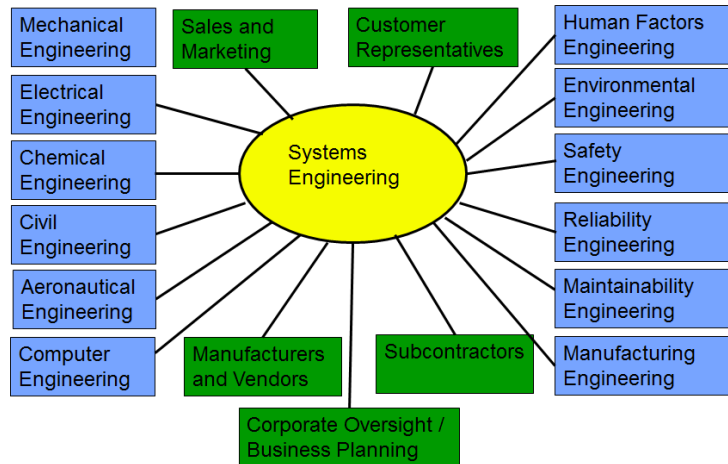 Mechanical
Engineering
Sales and
Marketing
Customer
Representatives
Human Factors
Engineering
Electrical
Engineering
Environmental
Engineering
Chemical
Engineering
Systems
Engineering
Safety
Engineering
Civil
Engineering
Reliability
Engineering
Aeronautical
Engineering
Maintainability
Engineering
Computer
Engineering
Manufacturers
and Vendors
Subcontractors
Manufacturing
Engineering
Corporate Oversight /
Business Planning